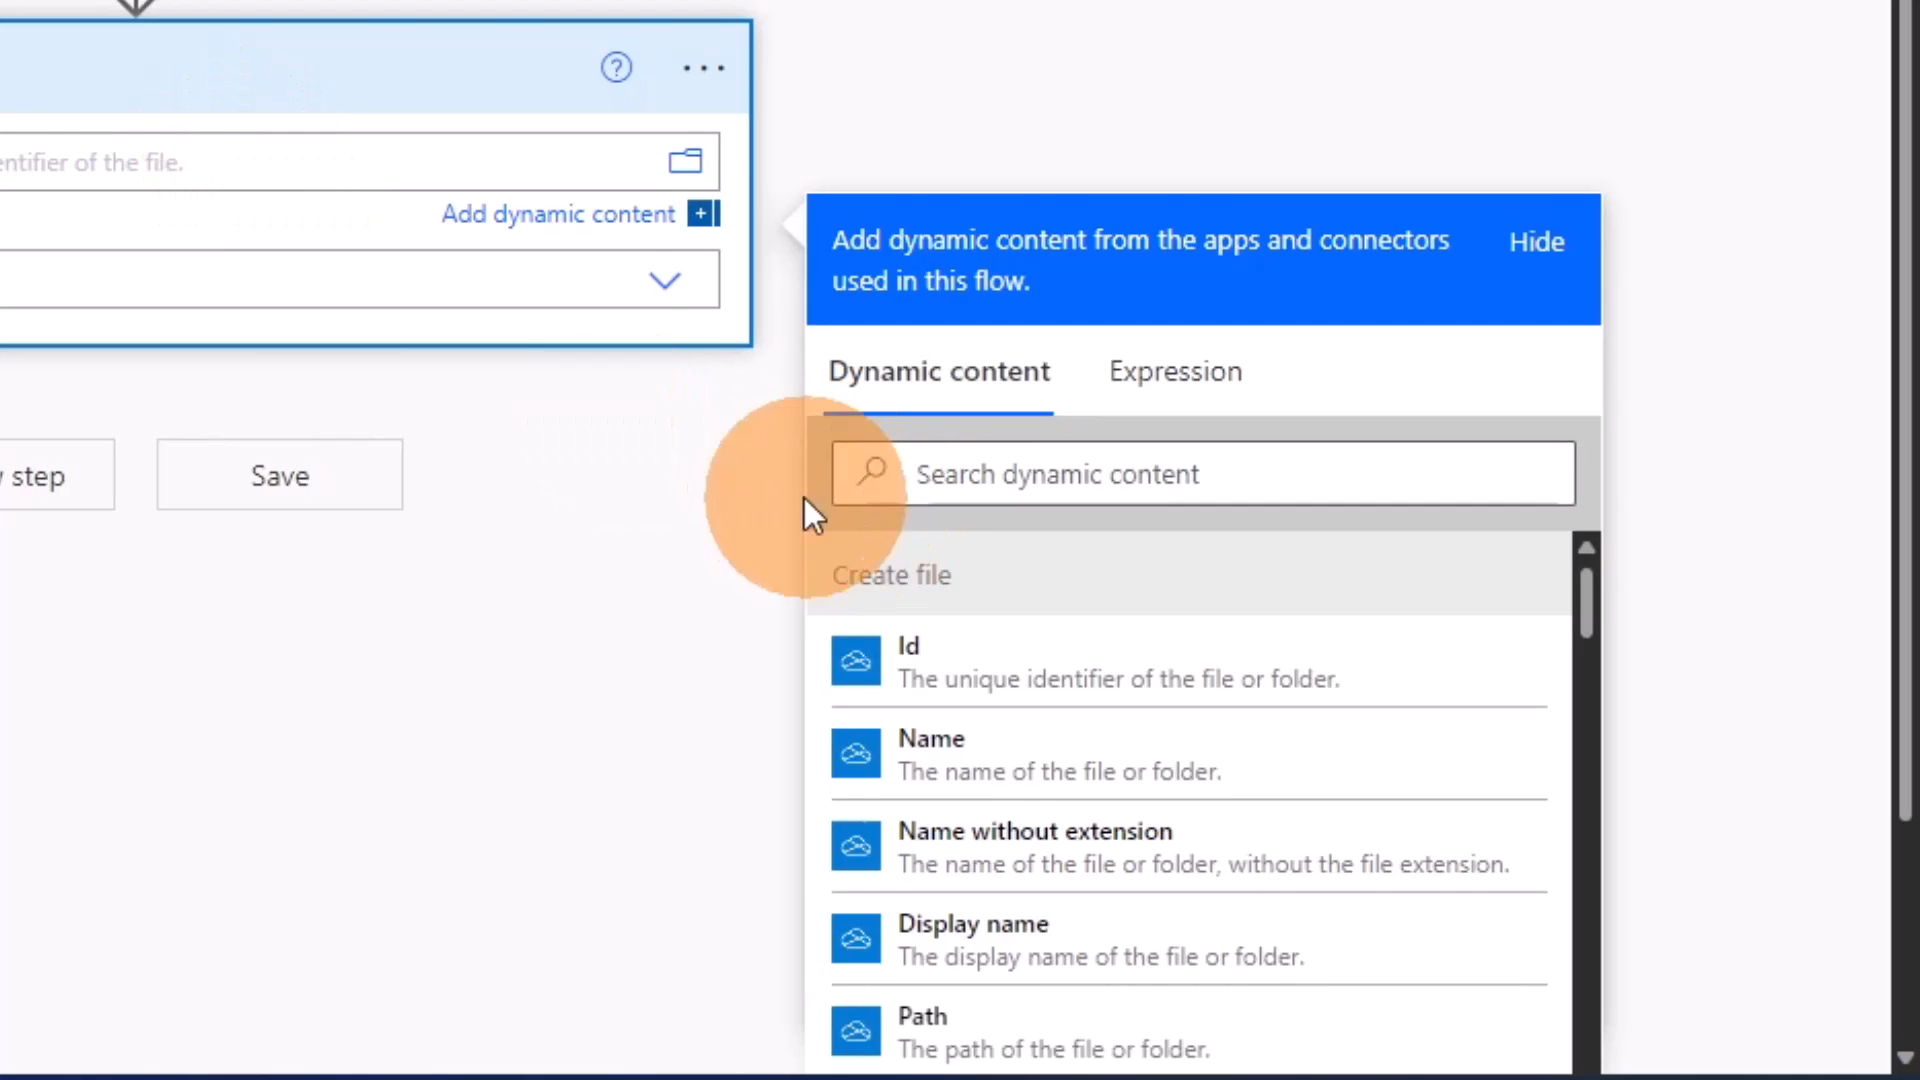 entifier of the file.
Add dynamic content
step
Save
Add dynamic content from the apps and connectors
used in this flow.
Hide
Dynamic content
Expression
Search dynamic content
Create file
Id
The unique identifier of the file or folder.
Name
The name of the file or folder.
Name without extension
The name of the file or folder, without the file extension.
Display name
The display name of the file or folder.
Path
The path of the file or folder.